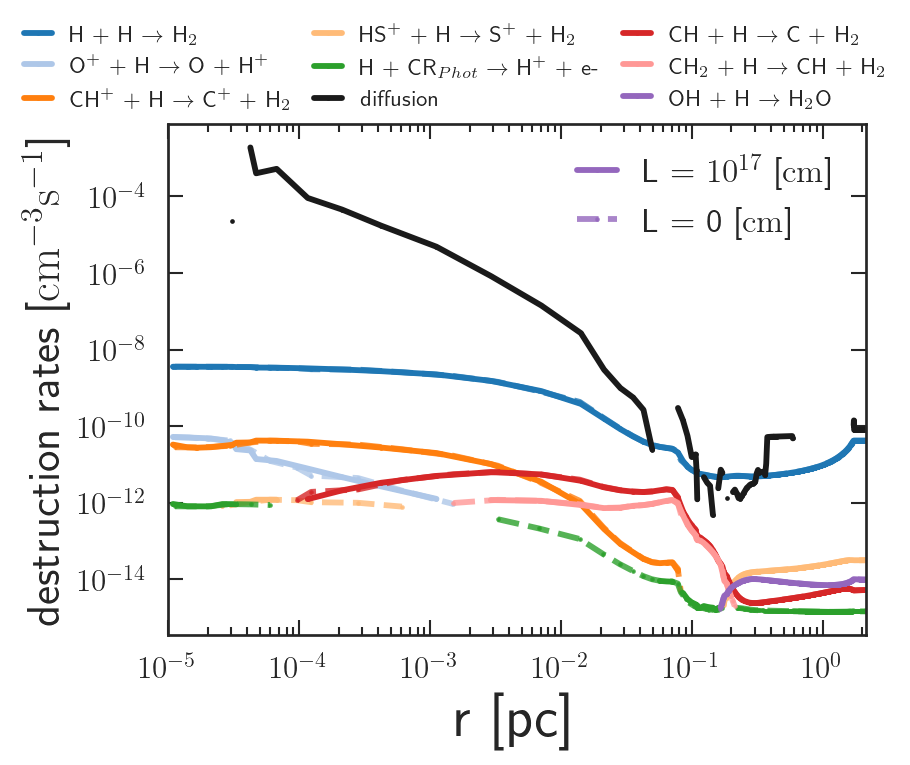 H + H → H₂
O⁺ + H → O + H⁺
CH⁺ + H → C⁺ + H₂
HS⁺ + H → S⁺ + H₂
H + CR_Phot → H⁺ + e-
diffusion
CH + H → C + H₂
CH₂ + H → CH + H₂
OH + H → H₂O
L = 10¹⁷ [cm]
L = 0 [cm]
destruction rates [cm⁻³s⁻¹]
10⁻⁴
10⁻⁶
10⁻⁸
10⁻¹⁰
10⁻¹²
10⁻¹⁴
10⁻⁵ 10⁻⁴ 10⁻³ 10⁻² 10⁻¹ 10⁰
r [pc]